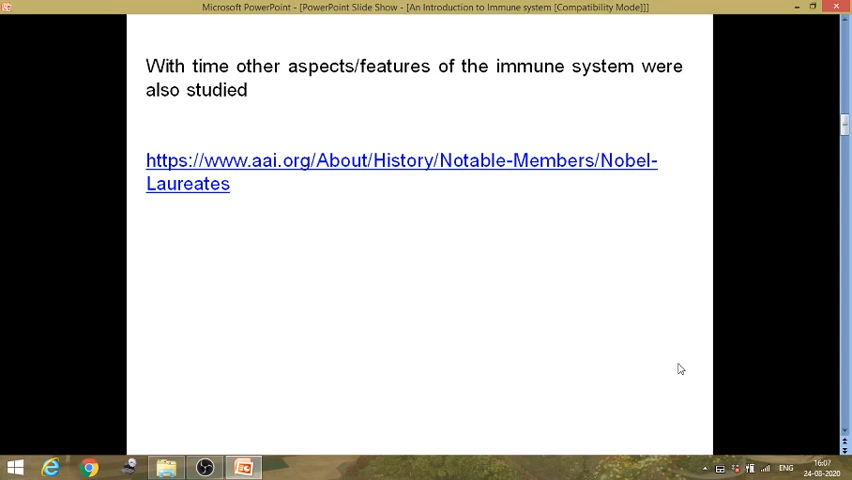 Microsoft PowerPoint - [PowerPoint Slide Show - [An Introduction to Immune system [Compatibility Mode]]]
With time other aspects/features of the immune system were
also studied
https://www.aai.org/About/History/Notable-Members/Nobel-
Laureates
ENG
16:07
24-08-2020